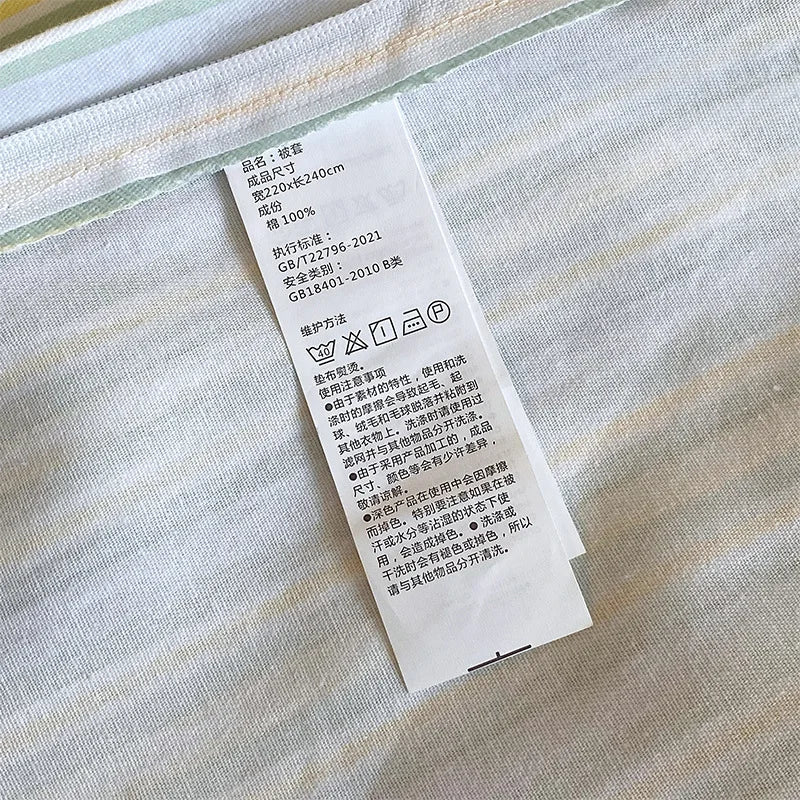 品名：被套
成品尺寸
宽220x长240cm
成份
棉 100%
执行标准：
GB/T22796-2021
安全类别：
GB18401-2010 B类
维护方法
40 P
垫布熨烫。
使用注意事项
●由于素材的特性，使用和洗
涤时的摩擦会导致起毛、起
球、绒毛和毛球脱落并粘附到
其他衣物上。洗涤时请使用过
滤网并与其他物品分开洗涤。
●由于采用产品加工的，成品
尺寸、颜色等会有少许差异，
敬请谅解。
●深色产品在使用中会因摩擦
而掉色。特别要注意如果在被
汗或水分等沾湿的状态下使
用，会造成掉色。●洗涤或
干洗时会有褪色或掉色，所以
请与其他物品分开清洗。